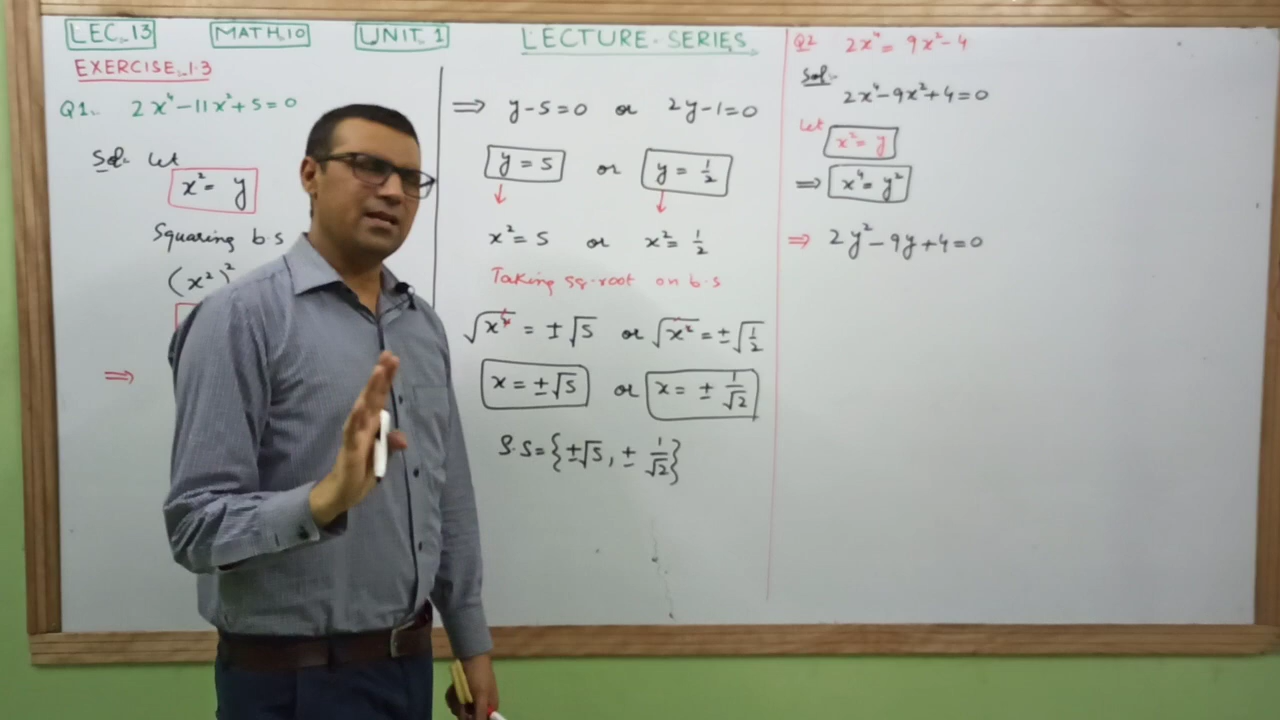 LEC. 13 MATH.10 UNIT. 1 LECTURE-SERIES
EXERCISE.1.3
Q1. 2x⁴-11x²+5=0
Sol. Let
x² = y
Squaring b.s
(x²)²
⇒
⇒ y-5=0 or 2y-1=0
y=5 or y=1/2
x²=5 or x²=1/2
Taking sq-root on b.s
√x² = ±√5 or √x² = ±√1/2
x=±√5 or x= ± 1/√2
S.S={±√5, ± 1/√2}
Q2 2x⁴= 9x²-4
Sol:-
2x⁴-9x²+4=0
Let x²=y
⇒ x⁴=y²
⇒ 2y²-9y+4=0